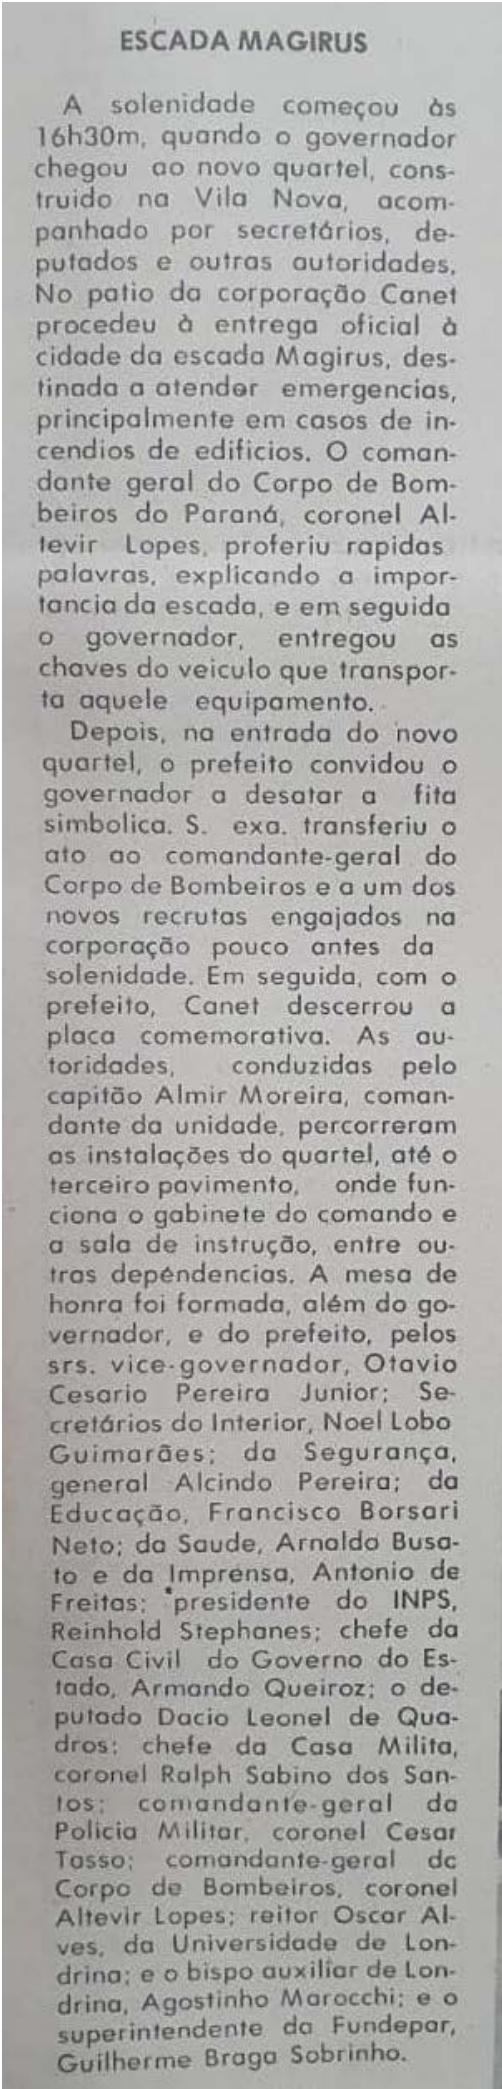 ESCADA MAGIRUS
A solenidade começou às
16h30m, quando o governador
chegou ao novo quartel, cons-
truido na Vila Nova, acom-
panhado por secretários, de-
putados e outras autoridades.
No patio da corporação Canet
procedeu à entrega oficial à
cidade da escada Magirus, des-
tinada a atender emergencias,
principalmente em casos de in-
cendios de edificios. O coman-
dante geral do Corpo de Bom-
beiros do Paraná, coronel Al-
tevir Lopes, proferiu rapidas
palavras, explicando a impor-
tancia da escada, e em seguida
o governador, entregou as
chaves do veiculo que transpor-
ta aquele equipamento.
Depois, na entrada do novo
quartel, o prefeito convidou o
governador a desatar a fita
simbolica. S. exa. transferiu o
ato ao comandante-geral do
Corpo de Bombeiros e a um dos
novos recrutas engajados na
corporação pouco antes da
solenidade. Em seguida, com o
prefeito, Canet descerrou a
placa comemorativa. As au-
toridades, conduzidas pelo
capitão Almir Moreira, coman-
dante da unidade, percorreram
as instalações do quartel, até o
terceiro pavimento, onde fun-
ciona o gabinete do comando e
a sala de instrução, entre ou-
tras depéndencias. A mesa de
honra foi formada, além do go-
vernador, e do prefeito, pelos
srs. vice-governador, Otavio
Cesario Pereira Junior; Se-
cretários do Interior, Noel Lobo
Guimarães; da Segurança,
general Alcindo Pereira; da
Educação, Francisco Borsari
Neto; da Saude, Arnaldo Busa-
to e da Imprensa, Antonio de
Freitas; presidente do INPS,
Reinhold Stephanes; chefe da
Casa Civil do Governo do Es-
tado, Armando Queiroz; o de-
putado Dacio Leonel de Qua-
dros; chefe da Casa Milita,
coronel Ralph Sabino dos San-
tos; comandante-geral da
Policia Militar, coronel Cesar
Tasso; comandante-geral dc
Corpo de Bombeiros, coronel
Altevir Lopes; reitor Oscar Al-
ves, da Universidade de Lon-
drina; e o bispo auxiliar de Lon-
drina, Agostinho Marocchi; e o
superintendente da Fundepar,
Guilherme Braga Sobrinho.